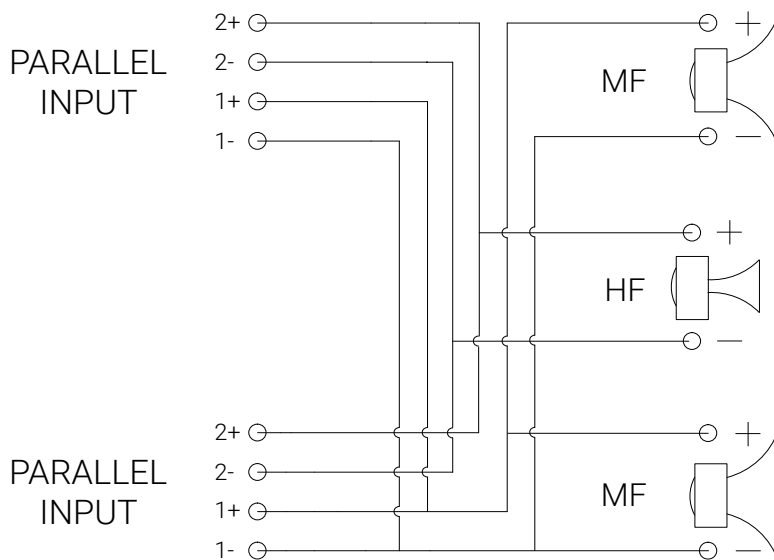 2+
2-
1+
1-
PARALLEL
INPUT
MF
+
−
HF
+
−
2+
2-
1+
1-
PARALLEL
INPUT
MF
+
−